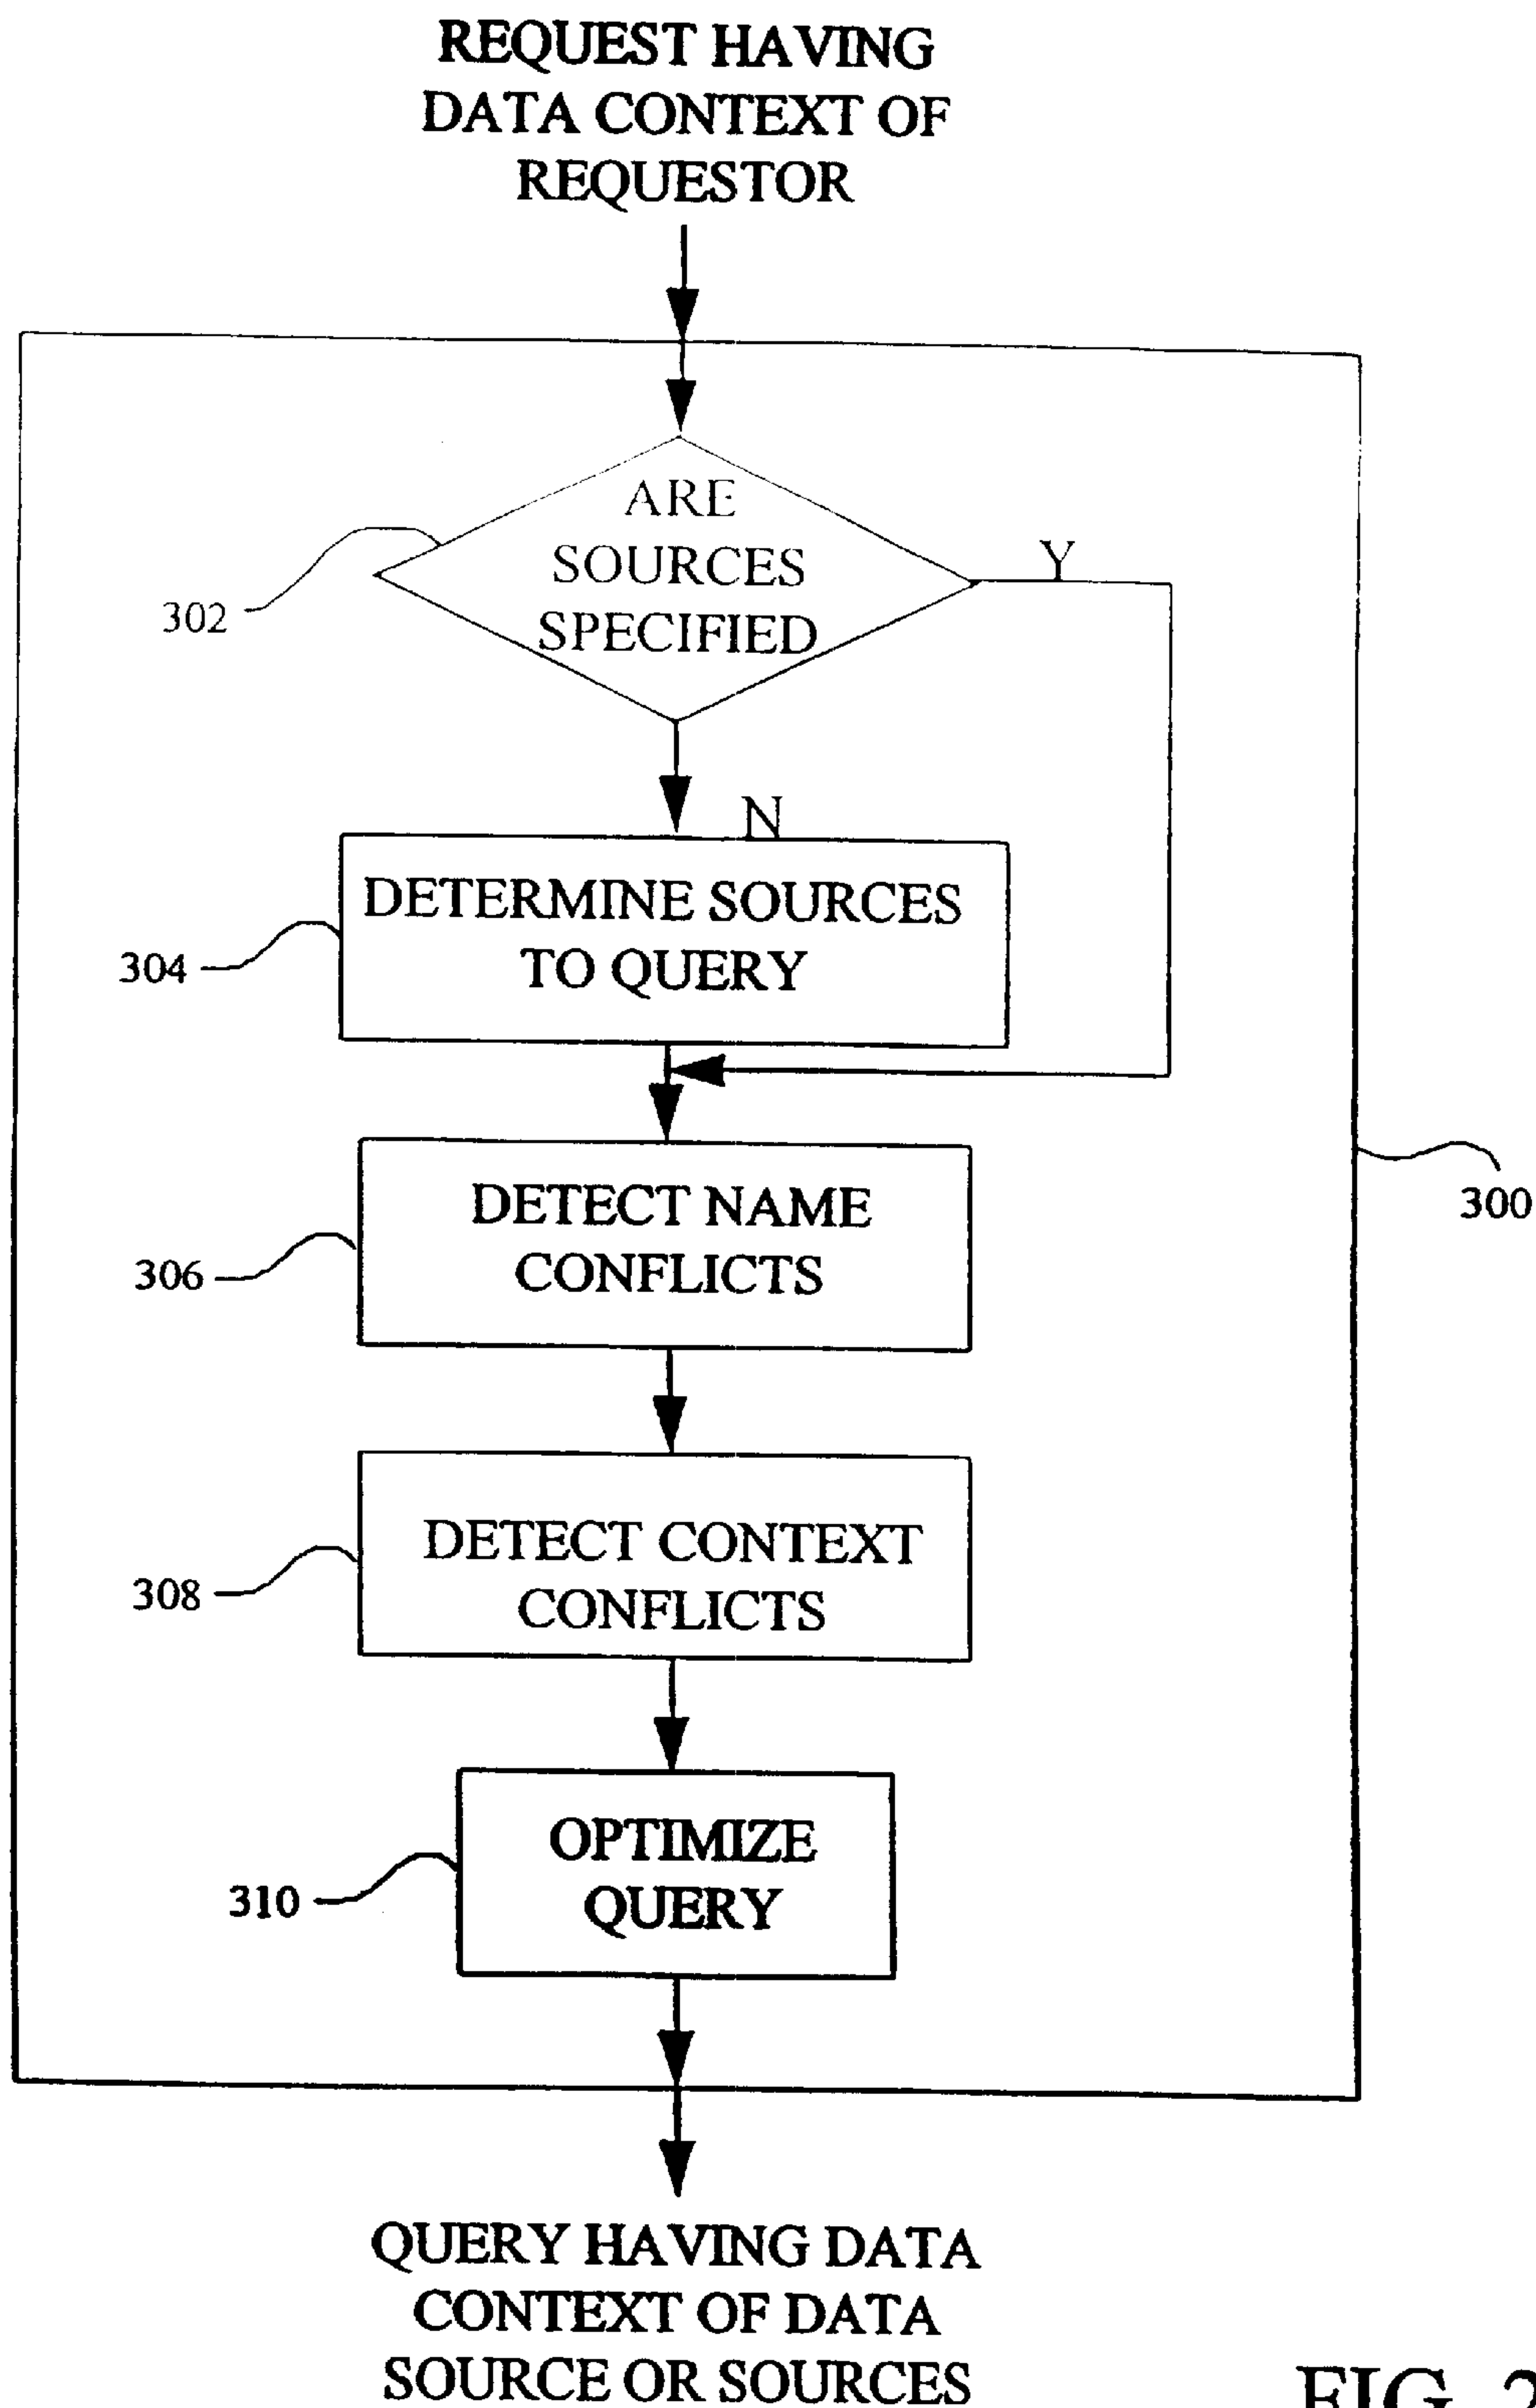 REQUEST HAVING
DATA CONTEXT OF
REQUESTOR
ARE
SOURCES
SPECIFIED
Y
302
N
DETERMINE SOURCES
TO QUERY
304
DETECT NAME
CONFLICTS
300
306
DETECT CONTEXT
CONFLICTS
308
OPTIMIZE
QUERY
310
QUERY HAVING DATA
CONTEXT OF DATA
SOURCE OR SOURCES
FIG.